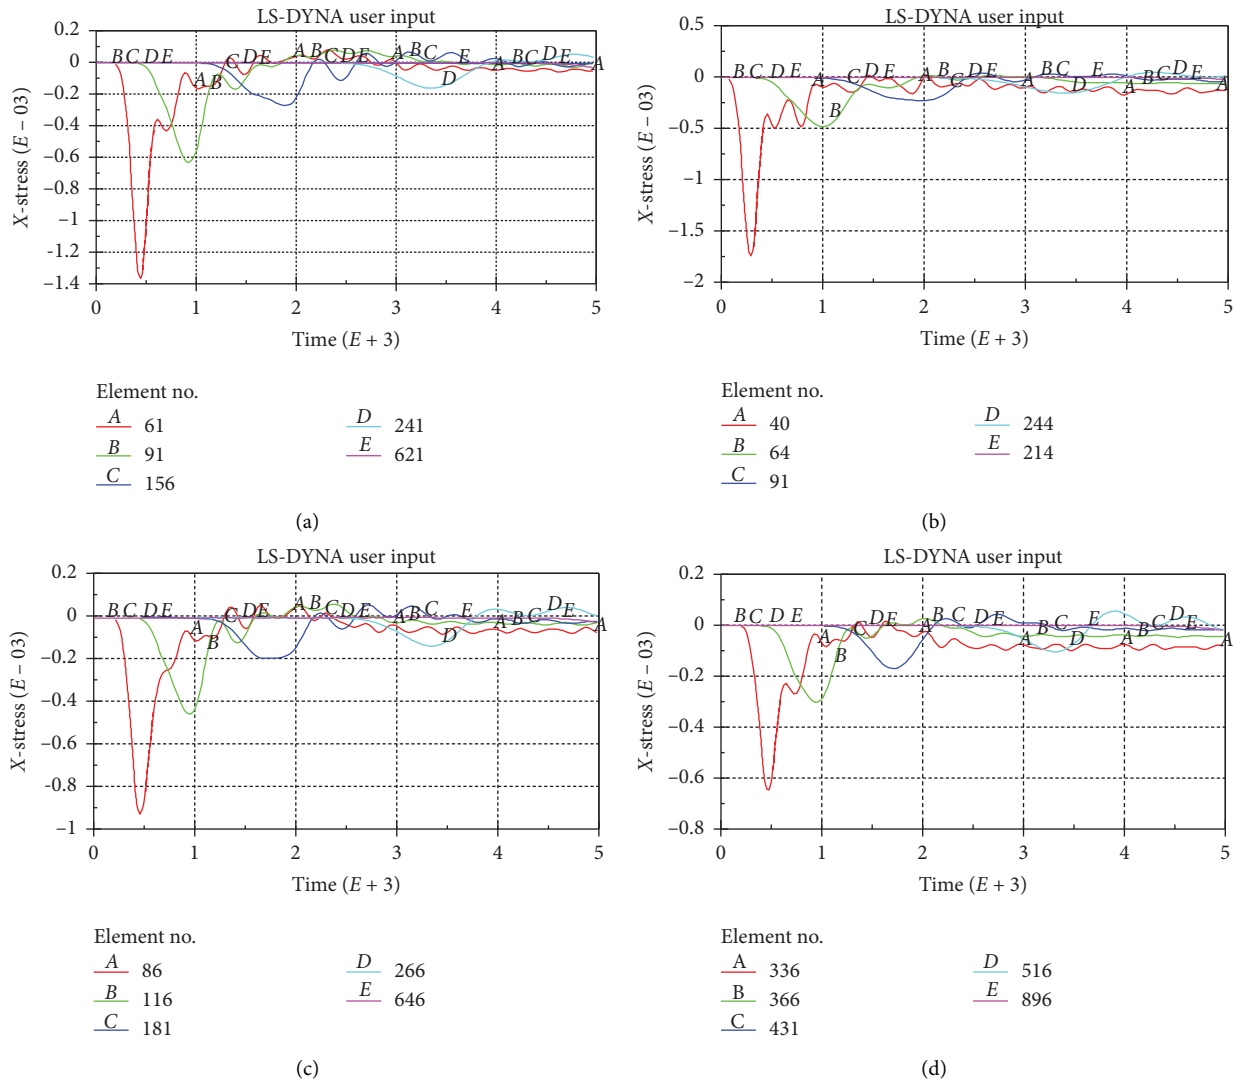 LS-DYNA user input
0.2
0
−0.2
−0.4
−0.6
−0.8
−1
−1.2
−1.4
X-stress (E − 03)
B C D E A B C D E A B C D E A B C E A B C D E A
D
0 1 2 3 4 5
Time (E + 3)
Element no.
A 61
B 91
C 156
D 241
E 621
(a)
LS-DYNA user input
0.5
0
−0.5
−1
−1.5
−2
X-stress (E − 03)
B C D E A B C D E A B C D E A B C D E A B C D E A
0 1 2 3 4 5
Time (E + 3)
Element no.
A 40
B 64
C 91
D 244
E 214
(b)
LS-DYNA user input
0.2
0
−0.2
−0.4
−0.6
−0.8
−1
X-stress (E − 03)
B C D E A B C D E A B C D E A B C D E A B C D E A
0 1 2 3 4 5
Time (E + 3)
Element no.
A 86
B 116
C 181
D 266
E 646
(c)
LS-DYNA user input
0.2
0
−0.2
−0.4
−0.6
−0.8
X-stress (E − 03)
B C D E A B C D E A B C D E A B C D E A B C D E A
0 1 2 3 4 5
Time (E + 3)
Element no.
A 336
B 366
C 431
D 516
E 896
(d)